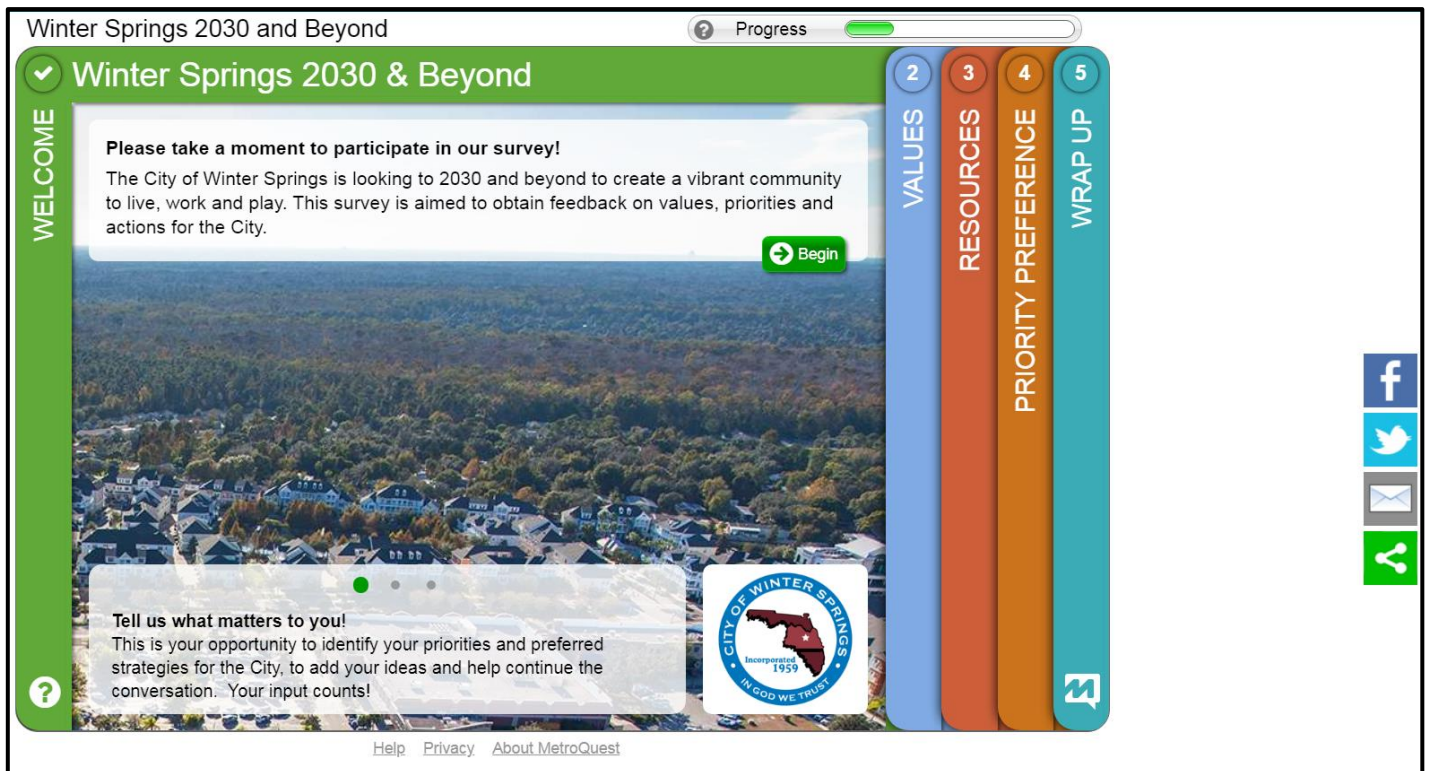 Winter Springs 2030 and Beyond
? Progress
Winter Springs 2030 & Beyond
WELCOME
Please take a moment to participate in our survey!
The City of Winter Springs is looking to 2030 and beyond to create a vibrant community
to live, work and play. This survey is aimed to obtain feedback on values, priorities and
actions for the City.
Begin
2
VALUES
3
RESOURCES
4
PRIORITY PREFERENCE
5
WRAP UP
Tell us what matters to you!
This is your opportunity to identify your priorities and preferred
strategies for the City, to add your ideas and help continue the
conversation.  Your input counts!
CITY OF WINTER SPRINGS
Incorporated
1959
IN GOD WE TRUST
?
Help Privacy About MetroQuest